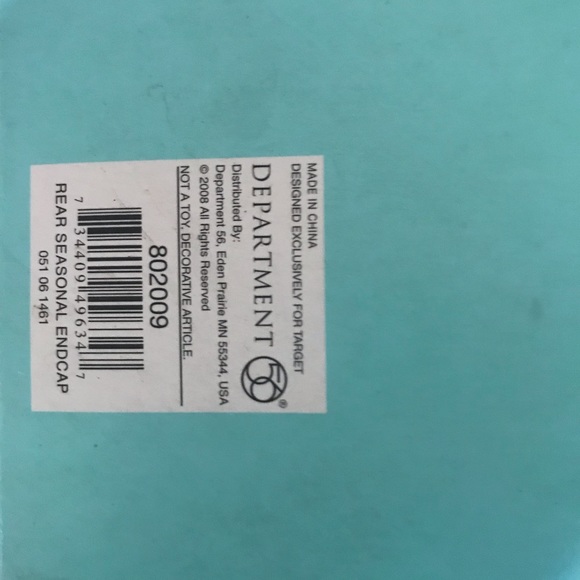 MADE IN CHINA
DESIGNED EXCLUSIVELY FOR TARGET
DEPARTMENT 56®
Distributed By:
Department 56, Eden Prairie MN 55344, USA
© 2008 All Rights Reserved
NOT A TOY. DECORATIVE ARTICLE.
802009
7 34409 49634 7
REAR SEASONAL ENDCAP
051 06 1461